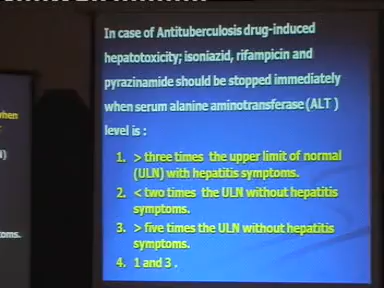 In case of Antituberculosis drug-induced
hepatotoxicity; isoniazid, rifampicin and
pyrazinamide should be stopped immediately
when serum alanine aminotransferase (ALT )
level is :
1. > three times the upper limit of normal
(ULN) with hepatitis symptoms.
2. < two times the ULN without hepatitis
symptoms.
3. > five times the ULN without hepatitis
symptoms.
4. 1 and 3 .
when
toms.